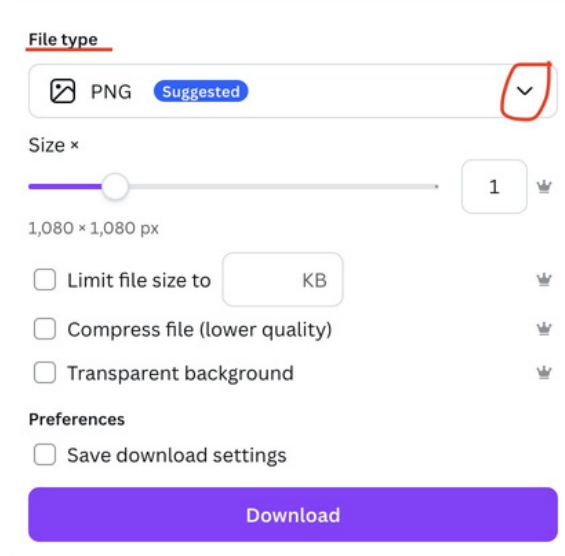 File type
PNG Suggested
Size ×
1
1,080 × 1,080 px
Limit file size to KB
Compress file (lower quality)
Transparent background
Preferences
Save download settings
Download